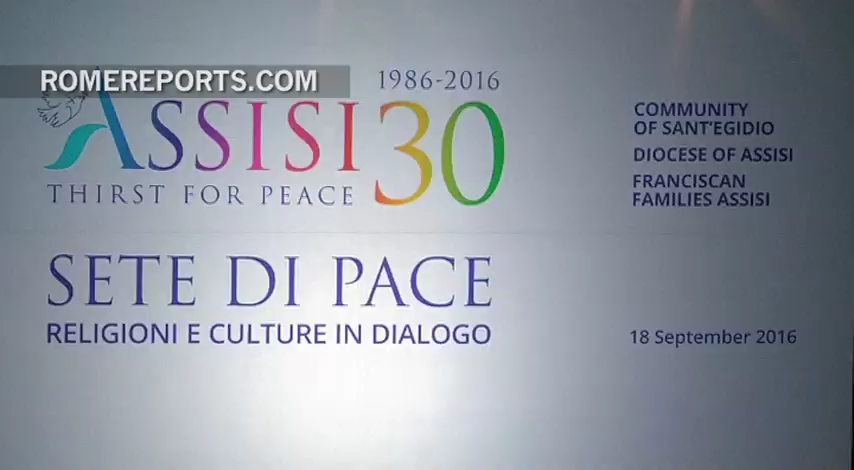 ROMEREPORTS.COM
1986-2016
ASSISI 30
THIRST FOR PEACE
COMMUNITY
OF SANT'EGIDIO
DIOCESE OF ASSISI
FRANCISCAN
FAMILIES ASSISI
SETE DI PACE
RELIGIONI E CULTURE IN DIALOGO
18 September 2016